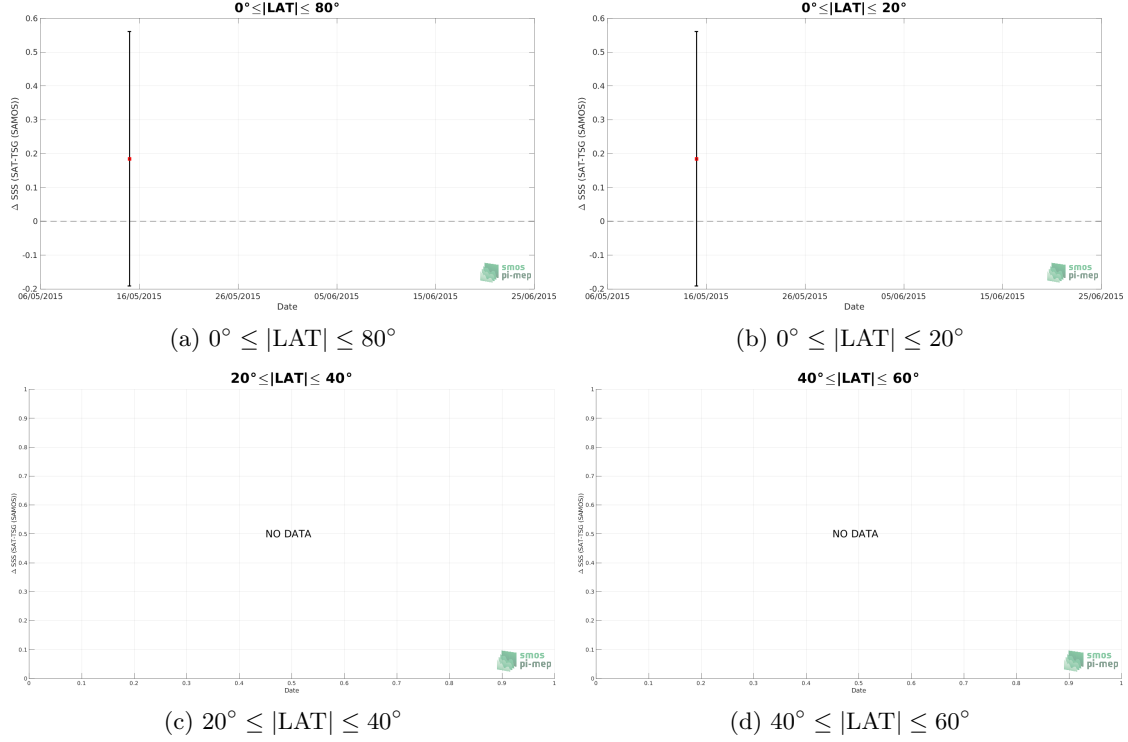 0°≤|LAT|≤ 80°
0.6
0.5
0.4
0.3
0.2
0.1
0
-0.1
-0.2
Δ SSS (SAT-TSG (SAMOS))
06/05/2015 16/05/2015 26/05/2015 05/06/2015 15/06/2015 25/06/2015
Date
smos
pi-mep
(a) 0° ≤ |LAT| ≤ 80°
0°≤|LAT|≤ 20°
0.6
0.5
0.4
0.3
0.2
0.1
0
-0.1
-0.2
Δ SSS (SAT-TSG (SAMOS))
06/05/2015 16/05/2015 26/05/2015 05/06/2015 15/06/2015 25/06/2015
Date
smos
pi-mep
(b) 0° ≤ |LAT| ≤ 20°
20°≤|LAT|≤ 40°
1
0.9
0.8
0.7
0.6
0.5
0.4
0.3
0.2
0.1
0
Δ SSS (SAT-TSG (SAMOS))
NO DATA
0 0.1 0.2 0.3 0.4 0.5 0.6 0.7 0.8 0.9 1
Date
smos
pi-mep
(c) 20° ≤ |LAT| ≤ 40°
40°≤|LAT|≤ 60°
1
0.9
0.8
0.7
0.6
0.5
0.4
0.3
0.2
0.1
0
Δ SSS (SAT-TSG (SAMOS))
NO DATA
0 0.1 0.2 0.3 0.4 0.5 0.6 0.7 0.8 0.9 1
Date
smos
pi-mep
(d) 40° ≤ |LAT| ≤ 60°